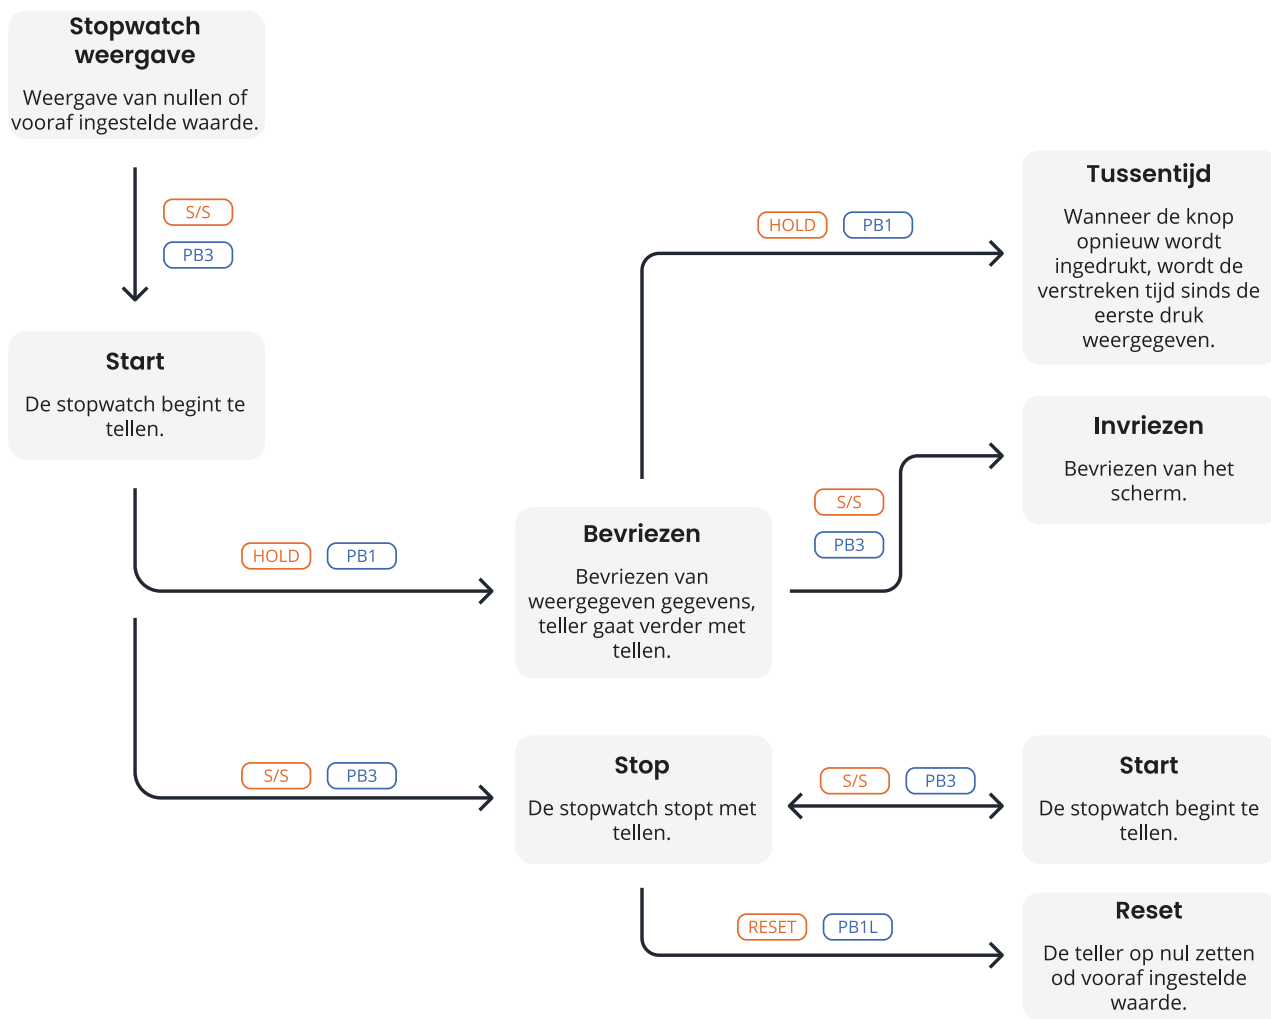 Stopwatch
weergave
Weergave van nullen of
vooraf ingestelde waarde.
S/S
PB3
Start
De stopwatch begint te
tellen.
HOLD PB1
Bevriezen
Bevriezen van
weergegeven gegevens,
teller gaat verder met
tellen.
HOLD PB1
Tussentijd
Wanneer de knop
opnieuw wordt
ingedrukt, wordt de
verstreken tijd sinds de
eerste druk
weergegeven.
S/S
PB3
Invriezen
Bevriezen van het
scherm.
S/S PB3
Stop
De stopwatch stopt met
tellen.
S/S PB3
Start
De stopwatch begint te
tellen.
RESET PB1L
Reset
De teller op nul zetten
od vooraf ingestelde
waarde.